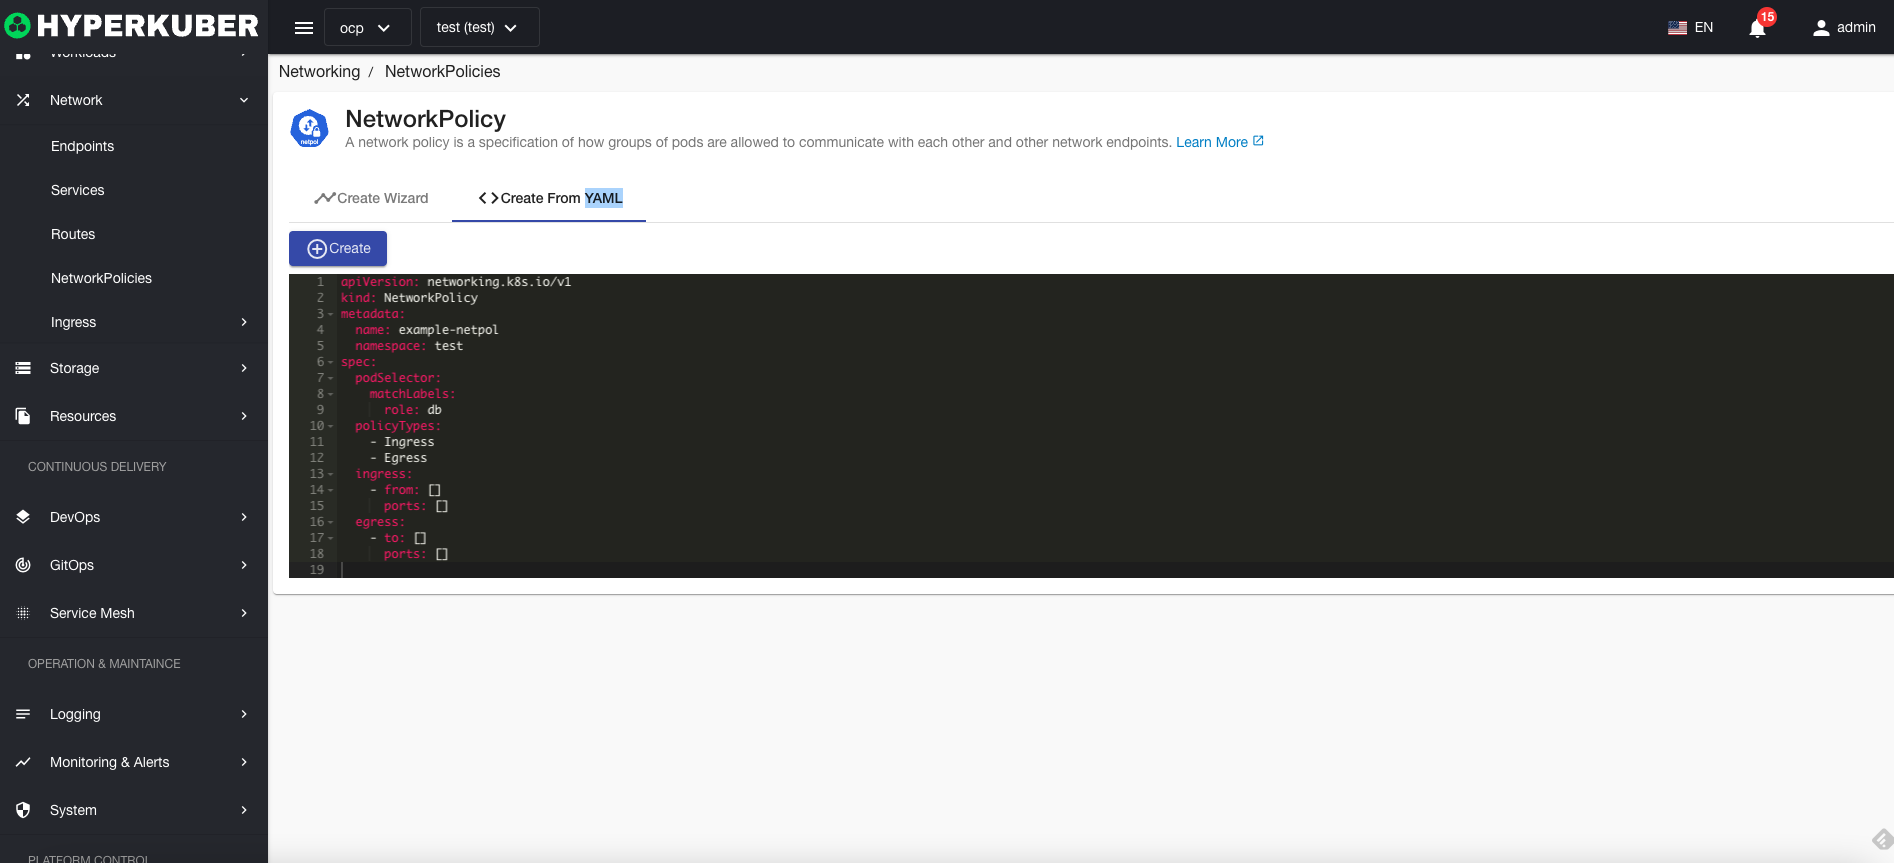 HYPERKUBER
ocp
test (test)
EN
15
admin
Workloads
Network
Endpoints
Services
Routes
NetworkPolicies
Ingress
Storage
Resources
CONTINUOUS DELIVERY
DevOps
GitOps
Service Mesh
OPERATION & MAINTAINCE
Logging
Monitoring & Alerts
System
PLATFORM CONTROL
Networking / NetworkPolicies
netpol
NetworkPolicy
A network policy is a specification of how groups of pods are allowed to communicate with each other and other network endpoints. Learn More
Create Wizard
Create From YAML
Create
1 apiVersion: networking.k8s.io/v1
2 kind: NetworkPolicy
3 metadata:
4   name: example-netpol
5   namespace: test
6 spec:
7   podSelector:
8     matchLabels:
9       role: db
10   policyTypes:
11     - Ingress
12     - Egress
13   ingress:
14     - from: []
15       ports: []
16   egress:
17     - to: []
18       ports: []
19